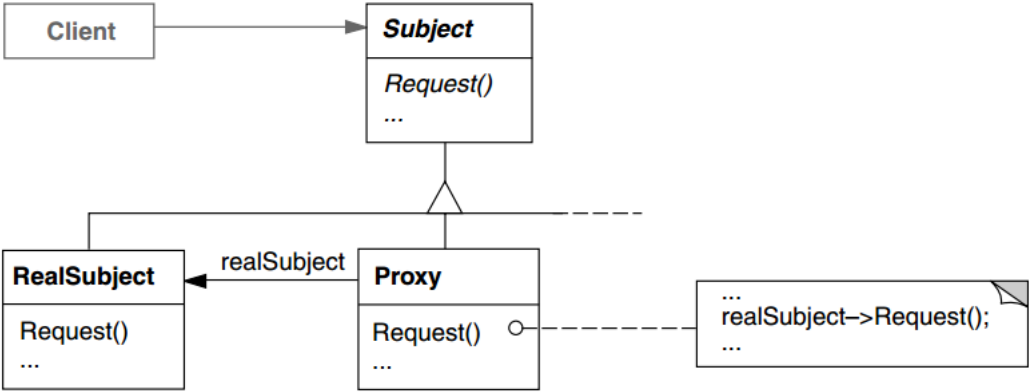 Client
Subject
Request()
...
RealSubject
Request()
...
realSubject
Proxy
Request()
...
...
realSubject–>Request();
...